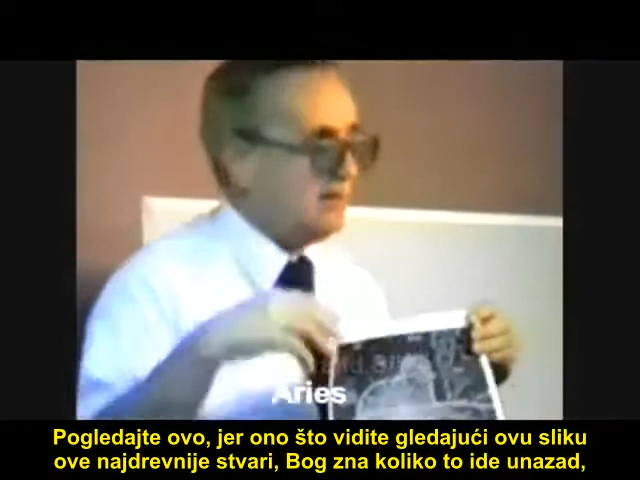 Aries
Pogledajte ovo, jer ono što vidite gledajući ovu sliku
ove najdrevnije stvari, Bog zna koliko to ide unazad,